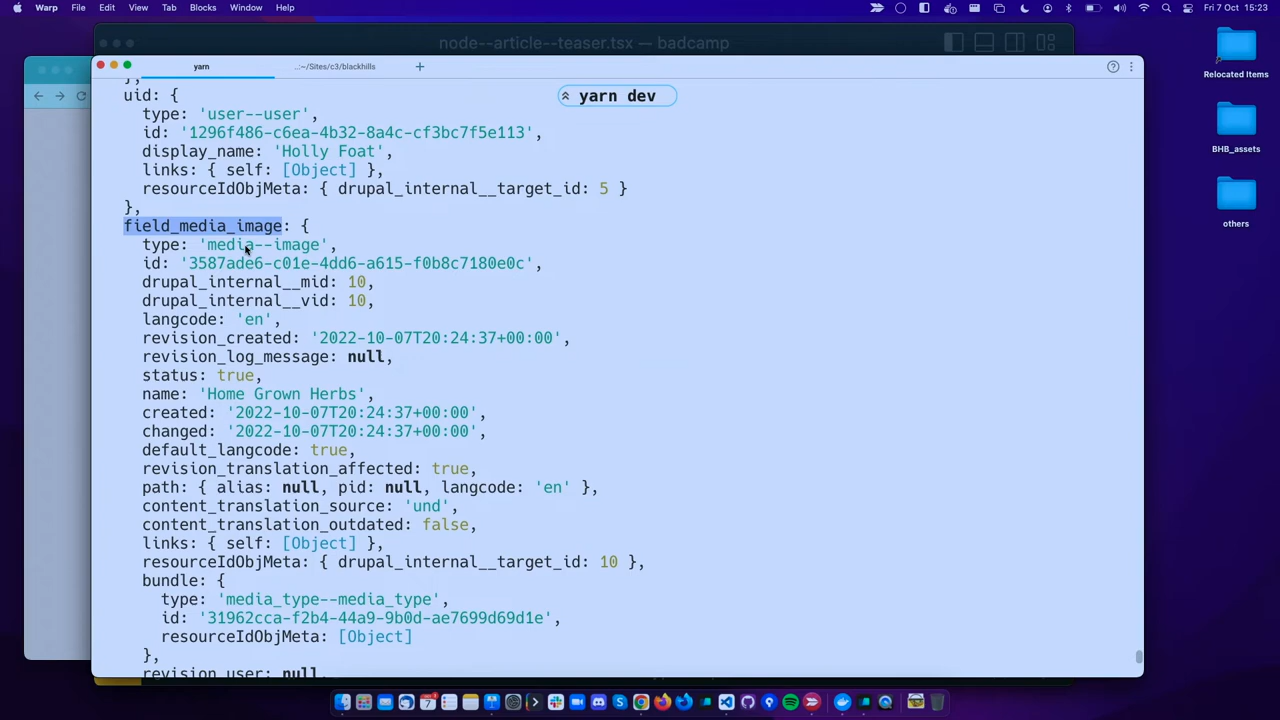 Warp File Edit View Tab Blocks Window Help
Fri 7 Oct 15:23
node--article--teaser.tsx — badcamp
yarn
..:~/Sites/c3/blackhills
yarn dev
},
uid: {
type: 'user--user',
id: '1296f486-c6ea-4b32-8a4c-cf3bc7f5e113',
display_name: 'Holly Foat',
links: { self: [Object] },
resourceIdObjMeta: { drupal_internal__target_id: 5 }
},
field_media_image: {
type: 'media--image',
id: '3587ade6-c01e-4dd6-a615-f0b8c7180e0c',
drupal_internal__mid: 10,
drupal_internal__vid: 10,
langcode: 'en',
revision_created: '2022-10-07T20:24:37+00:00',
revision_log_message: null,
status: true,
name: 'Home Grown Herbs',
created: '2022-10-07T20:24:37+00:00',
changed: '2022-10-07T20:24:37+00:00',
default_langcode: true,
revision_translation_affected: true,
path: { alias: null, pid: null, langcode: 'en' },
content_translation_source: 'und',
content_translation_outdated: false,
links: { self: [Object] },
resourceIdObjMeta: { drupal_internal__target_id: 10 },
bundle: {
type: 'media_type--media_type',
id: '31962cca-f2b4-44a9-9b0d-ae7699d69d1e',
resourceIdObjMeta: [Object]
},
revision_user: null,
Relocated Items
BHB_assets
others